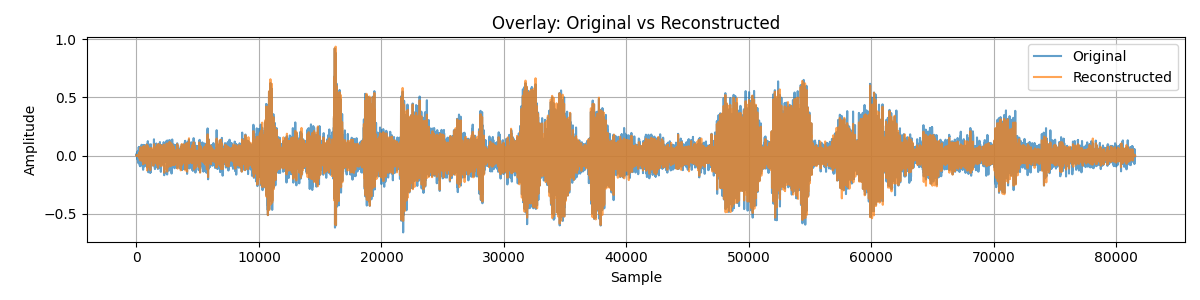 Overlay: Original vs Reconstructed
Original
Reconstructed
Amplitude
1.0
0.5
0.0
−0.5
0
10000
20000
30000
40000
50000
60000
70000
80000
Sample